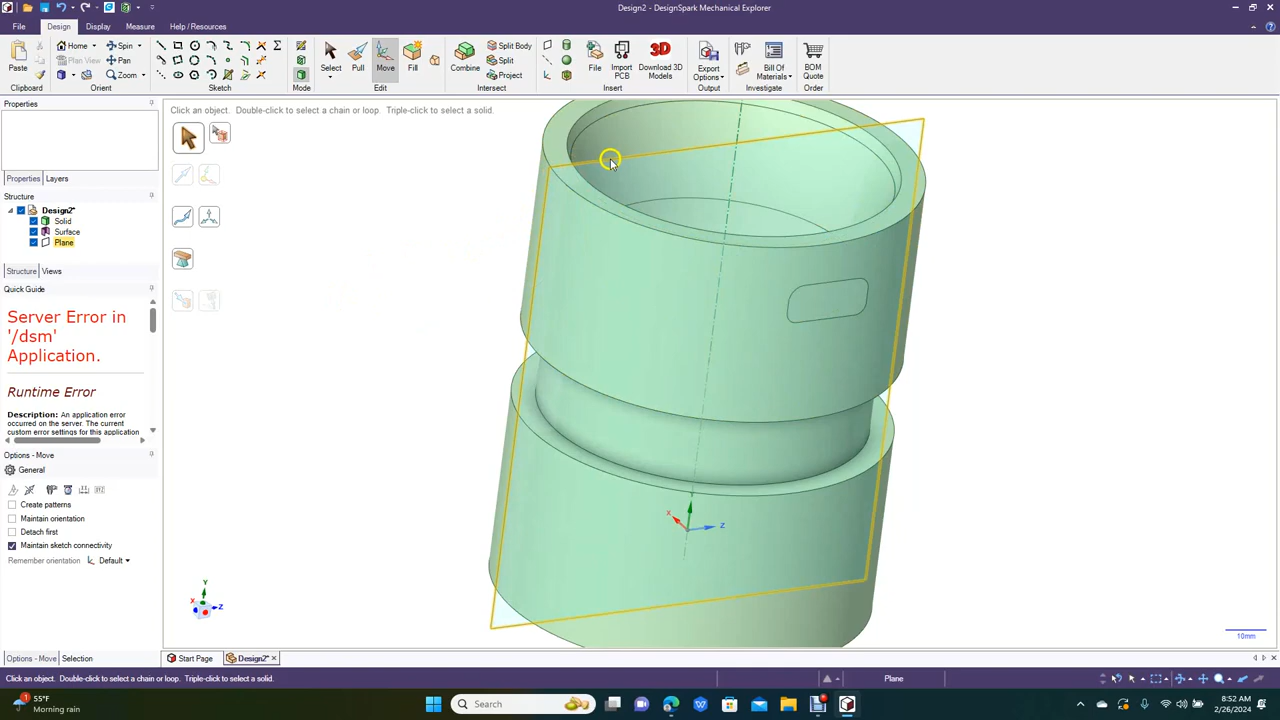 Design2 - DesignSpark Mechanical Explorer
File Design Display Measure Help / Resources
Paste Home Spin Select Pull Move Fill Combine Split Body File Import PCB Download 3D Models Export Options Bill Of Materials BOM Quote
Plan View Pan Split
Zoom Project
Clipboard Orient Sketch Mode Edit Intersect Insert Output Investigate Order
Properties
Click an object. Double-click to select a chain or loop. Triple-click to select a solid.
Properties Layers
Structure
Design2*
Solid
Surface
Plane
Structure Views
Quick Guide
Server Error in
'/dsm'
Application.
Runtime Error
Description: An application error
occurred on the server. The current
custom error settings for this application
Options - Move
General
Create patterns
Maintain orientation
Detach first
Maintain sketch connectivity
Remember orientation Default
Y
X
Z
Y
X
Z
10mm
Options - Move Selection
Start Page Design2*
Click an object. Double-click to select a chain or loop. Triple-click to select a solid.
Plane
1
55°F
Morning rain
Search
8:52 AM
2/26/2024